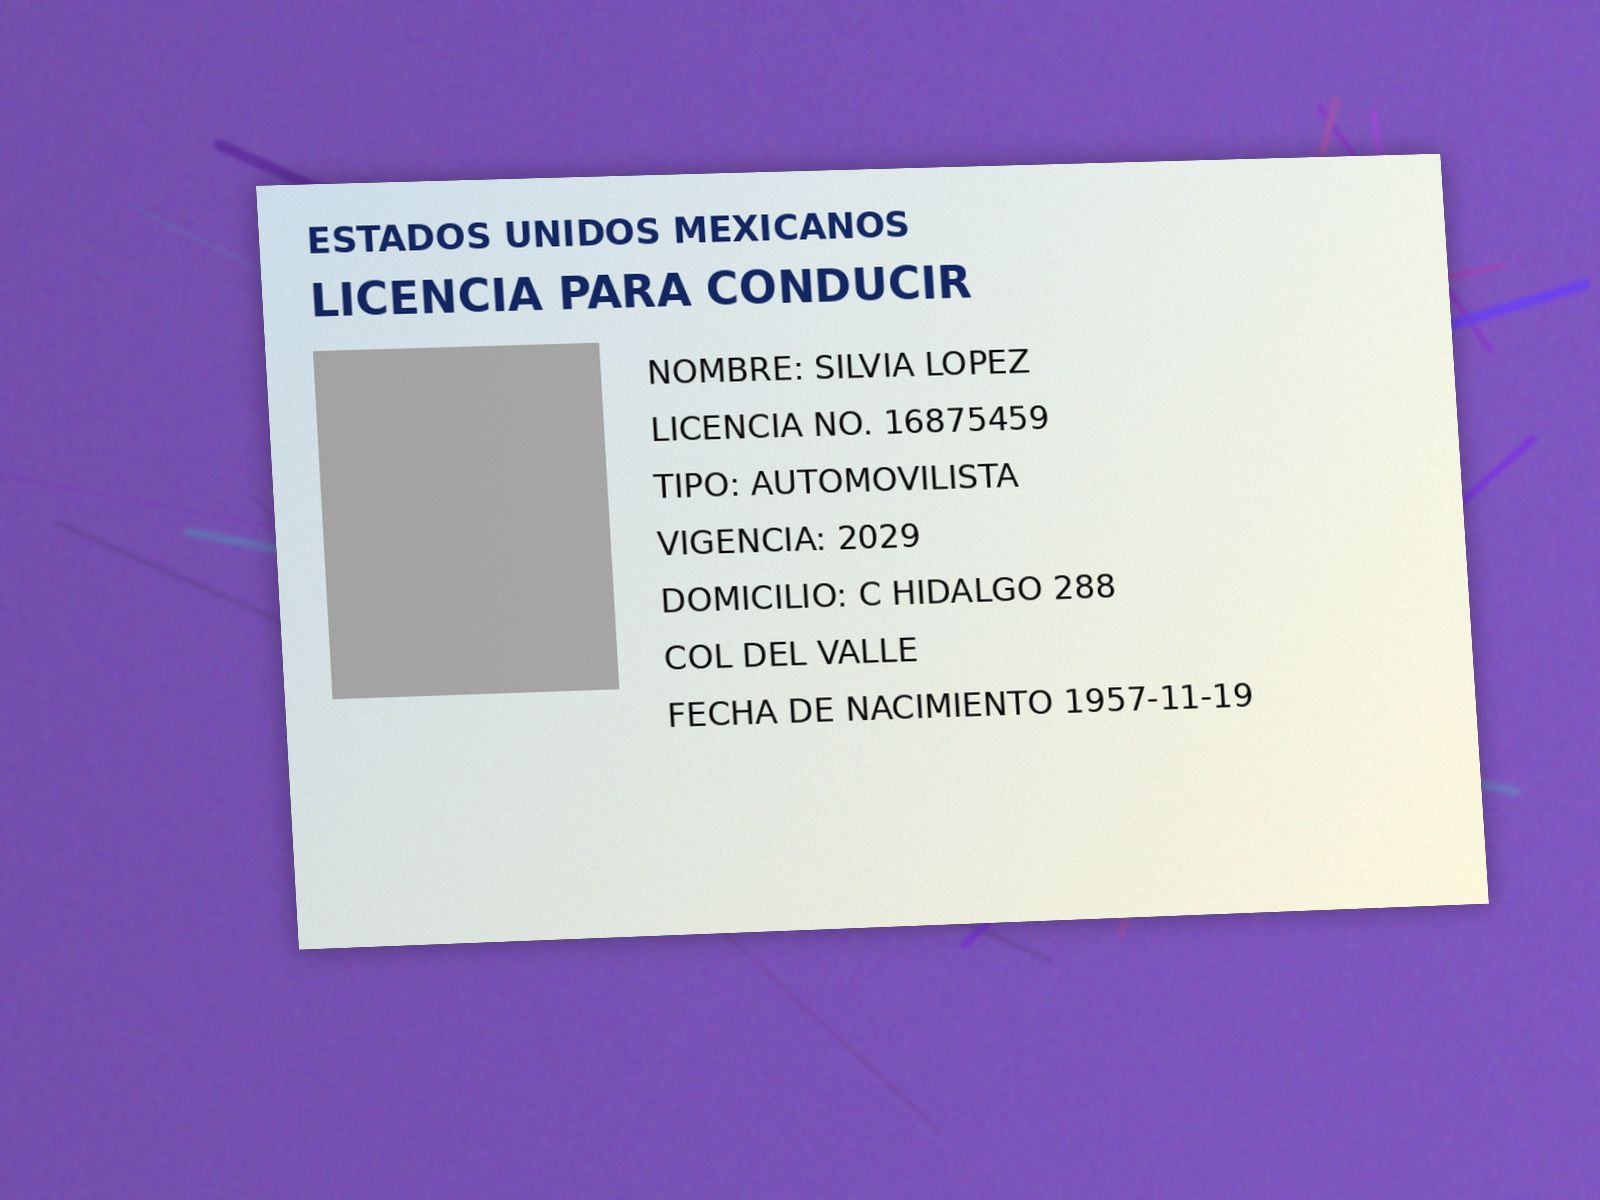 ESTADOS UNIDOS MEXICANOS
LICENCIA PARA CONDUCIR
NOMBRE: SILVIA LOPEZ
LICENCIA NO. 16875459
TIPO: AUTOMOVILISTA
VIGENCIA: 2029
DOMICILIO: C HIDALGO 288
COL DEL VALLE
FECHA DE NACIMIENTO 1957-11-19